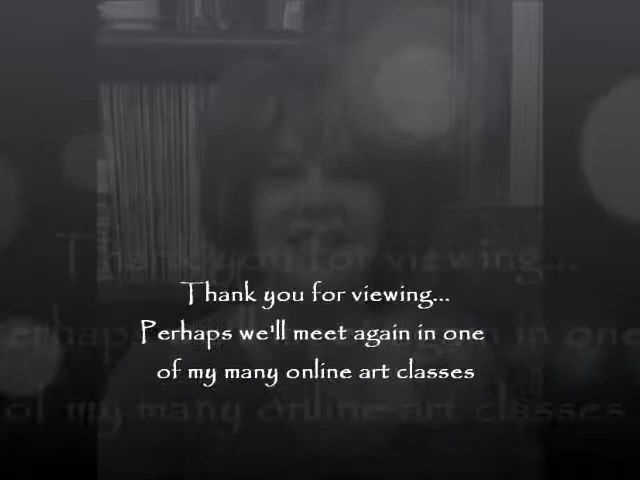 Thank you for viewing...
Perhaps we'll meet again in one
of my many online art classes